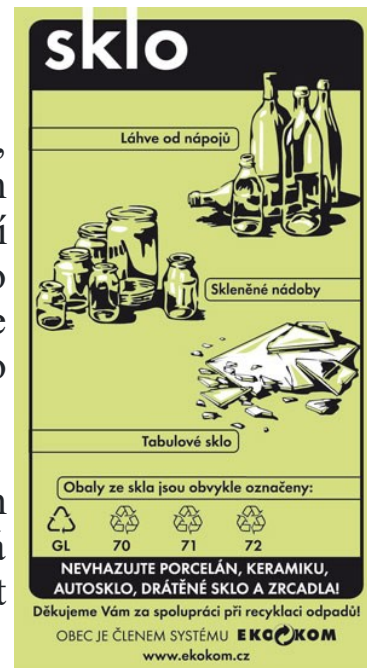 sklo
Láhve od nápojů
Skleněné nádoby
Tabulové sklo
Obaly ze skla jsou obvykle označeny:
GL 70 71 72
NEVHAZUJTE PORCELÁN, KERAMIKU,
AUTOSKLO, DRÁTĚNÉ SKLO A ZRCADLA!
Děkujeme Vám za spolupráci při recyklaci odpadů!
OBEC JE ČLENEM SYSTÉMU EKOKOM
www.ekokom.cz